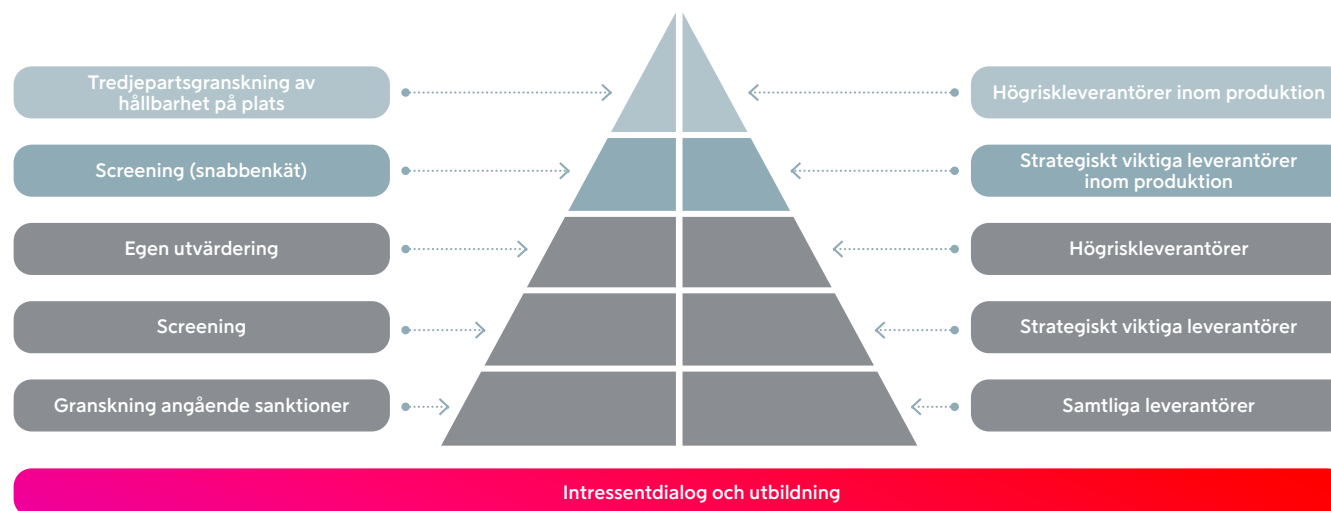 Tredjepartsgranskning av
hållbarhet på plats
Högriskleverantörer inom produktion
Screening (snabbenkät)
Strategiskt viktiga leverantörer
inom produktion
Egen utvärdering
Högriskleverantörer
Screening
Strategiskt viktiga leverantörer
Granskning angående sanktioner
Samtliga leverantörer
Intressentdialog och utbildning